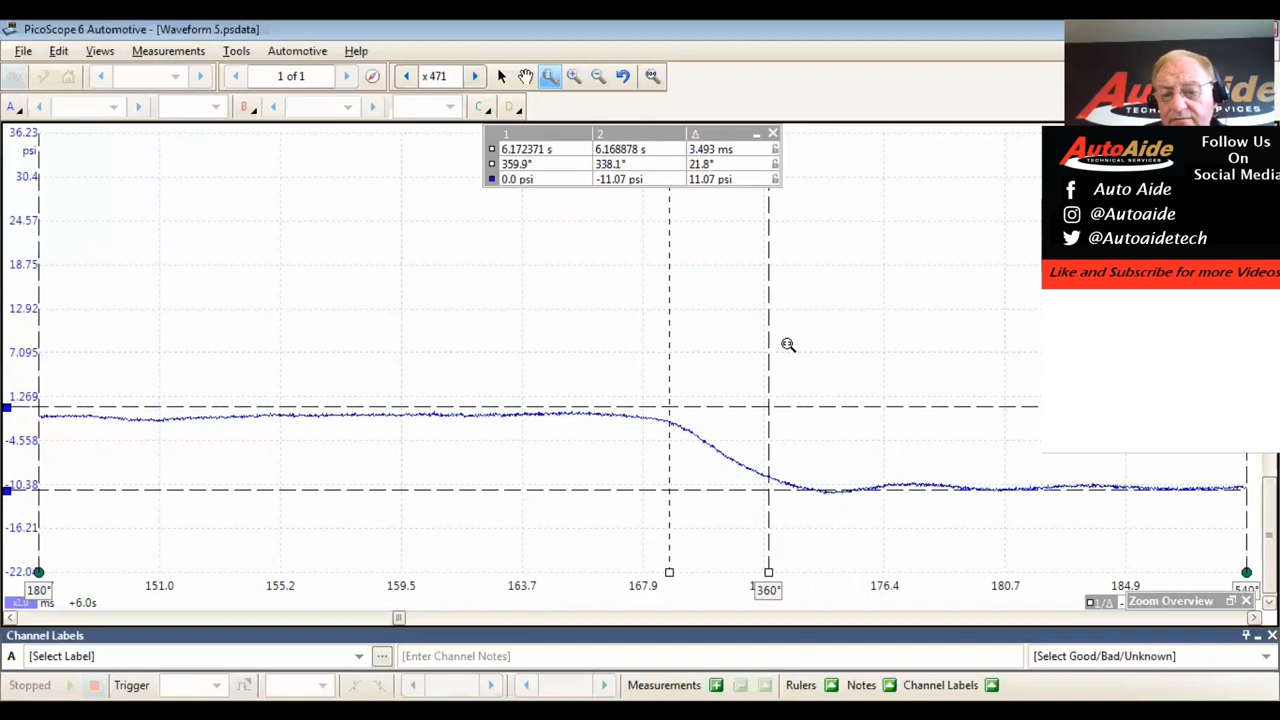 PicoScope 6 Automotive - [Waveform 5.psdata]
File Edit Views Measurements Tools Automotive Help
1 of 1 x 471
A B C D
36.23
psi
30.4
24.57
18.75
12.92
7.095
1.269
-4.558
-10.38
-16.21
-22.04
1 2 Δ
6.172371 s 6.168878 s 3.493 ms
359.9° 338.1° 21.8°
0.0 psi -11.07 psi 11.07 psi
AutoAide
TECHNICAL SERVICES
Follow Us
On
Social Media
Auto Aide
@Autoaide
@Autoaidetech
Like and Subscribe for more Videos
151.0 155.2 159.5 163.7 167.9 176.4 180.7 184.9
180° 360° 540°
ms +6.0s
1/Δ Zoom Overview
Channel Labels
A [Select Label] ... [Enter Channel Notes] [Select Good/Bad/Unknown]
Stopped Trigger Measurements Rulers Notes Channel Labels